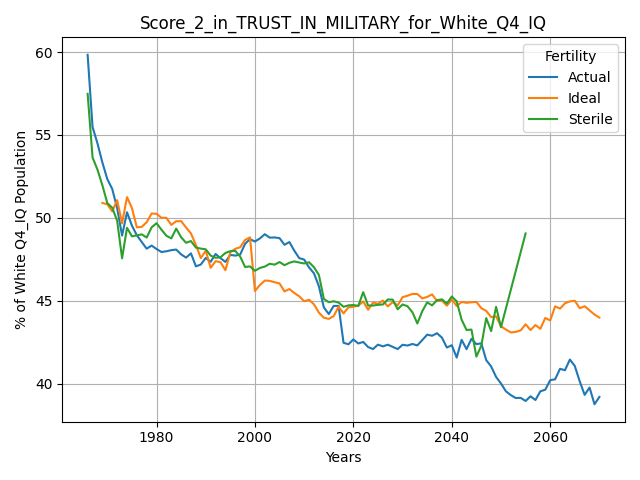 Score_2_in_TRUST_IN_MILITARY_for_White_Q4_IQ
Fertility
Actual
Ideal
Sterile
% of White Q4_IQ Population
60
55
50
45
40
1980
2000
2020
2040
2060
Years